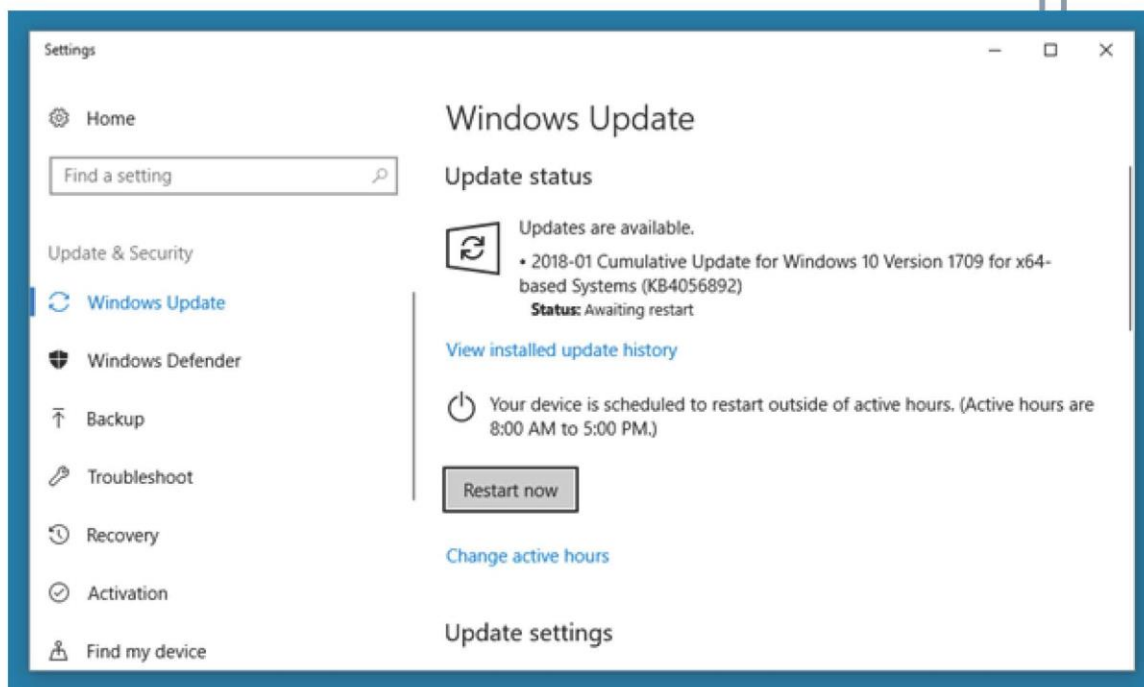 Settings
Home
Find a setting
Update & Security
Windows Update
Windows Defender
Backup
Troubleshoot
Recovery
Activation
Find my device
Windows Update
Update status
Updates are available.
• 2018-01 Cumulative Update for Windows 10 Version 1709 for x64-
based Systems (KB4056892)
Status: Awaiting restart
View installed update history
Your device is scheduled to restart outside of active hours. (Active hours are
8:00 AM to 5:00 PM.)
Restart now
Change active hours
Update settings